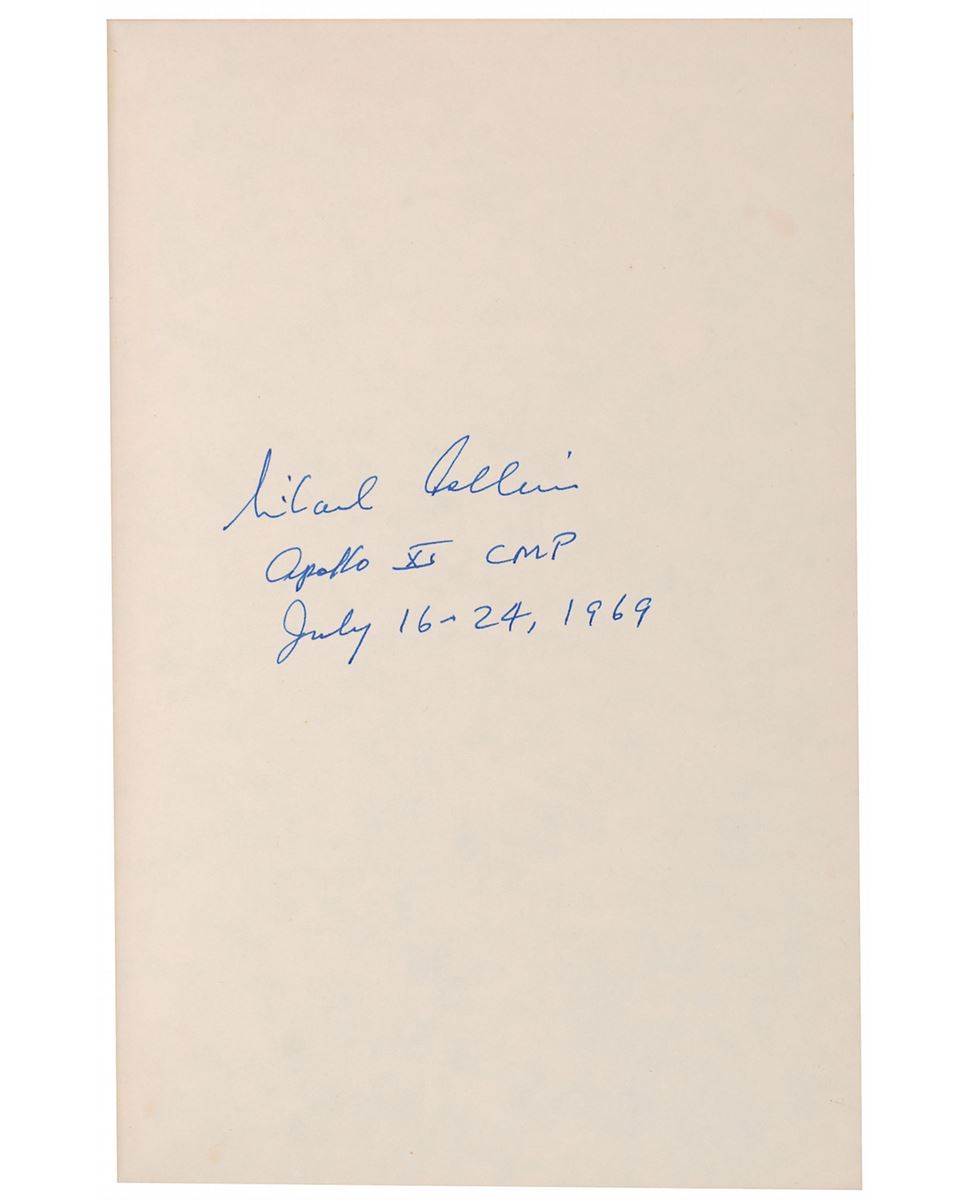 Michael Collins
Apollo XI CMP
July 16-24, 1969